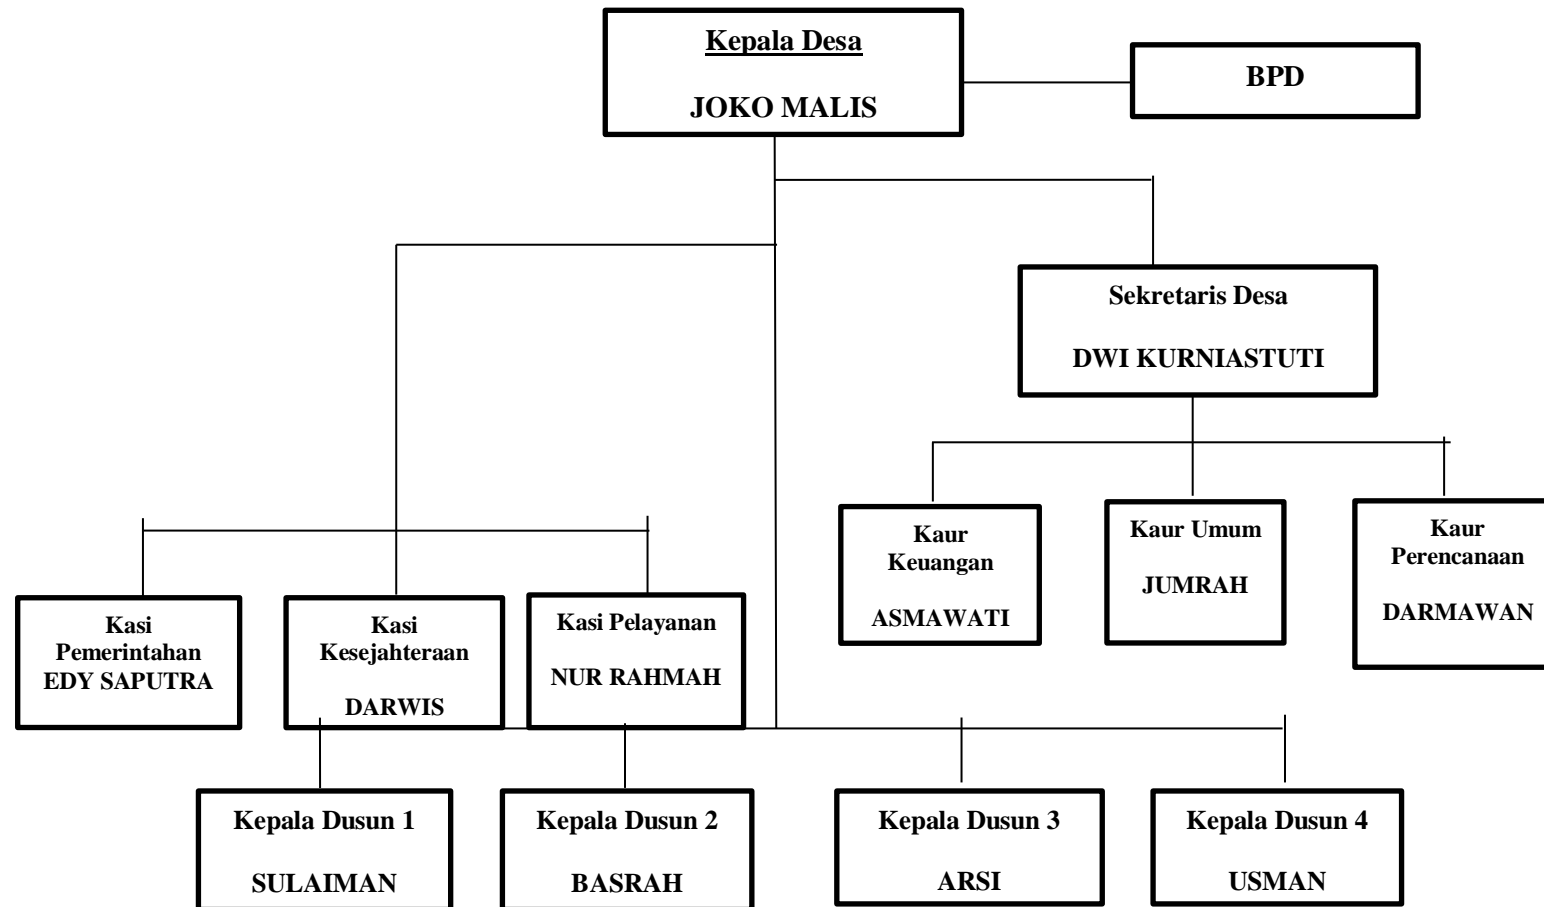 Kepala Desa
JOKO MALIS
BPD
Sekretaris Desa
DWI KURNIASTUTI
Kaur
Keuangan
ASMAWATI
Kaur Umum
JUMRAH
Kaur
Perencanaan
DARMAWAN
Kasi
Pemerintahan
EDY SAPUTRA
Kasi
Kesejahteraan
DARWIS
Kasi Pelayanan
NUR RAHMAH
Kepala Dusun 1
SULAIMAN
Kepala Dusun 2
BASRAH
Kepala Dusun 3
ARSI
Kepala Dusun 4
USMAN